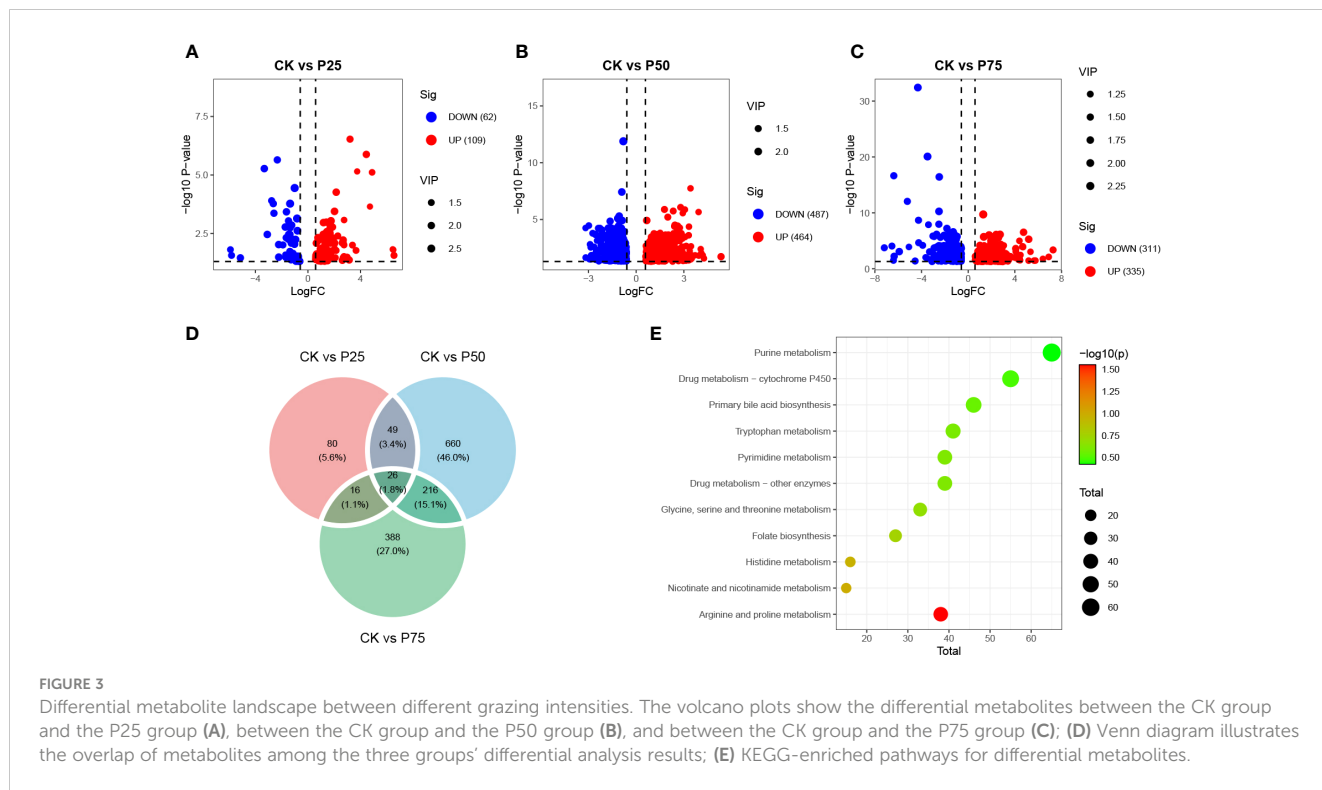 A
CK vs P25
7.5
5.0
2.5
−log10 P-value
−4
0
4
LogFC
Sig
DOWN (62)
UP (109)
VIP
1.5
2.0
2.5
B
CK vs P50
15
10
5
−log10 P-value
−3
0
3
LogFC
VIP
1.5
2.0
Sig
DOWN (487)
UP (464)
C
CK vs P75
30
20
10
0
−log10 P-value
−8
−4
0
4
8
LogFC
VIP
1.25
1.50
1.75
2.00
2.25
Sig
DOWN (311)
UP (335)
D
CK vs P25
CK vs P50
80
(5.6%)
49
(3.4%)
660
(46.0%)
26
(1.8%)
16
(1.1%)
216
(15.1%)
388
(27.0%)
CK vs P75
E
Purine metabolism
Drug metabolism − cytochrome P450
Primary bile acid biosynthesis
Tryptophan metabolism
Pyrimidine metabolism
Drug metabolism − other enzymes
Glycine, serine and threonine metabolism
Folate biosynthesis
Histidine metabolism
Nicotinate and nicotinamide metabolism
Arginine and proline metabolism
20
30
40
50
60
Total
−log10(p)
1.50
1.25
1.00
0.75
0.50
Total
20
30
40
50
60
FIGURE 3
Differential metabolite landscape between different grazing intensities. The volcano plots show the differential metabolites between the CK group
and the P25 group (A), between the CK group and the P50 group (B), and between the CK group and the P75 group (C); (D) Venn diagram illustrates
the overlap of metabolites among the three groups’ differential analysis results; (E) KEGG-enriched pathways for differential metabolites.